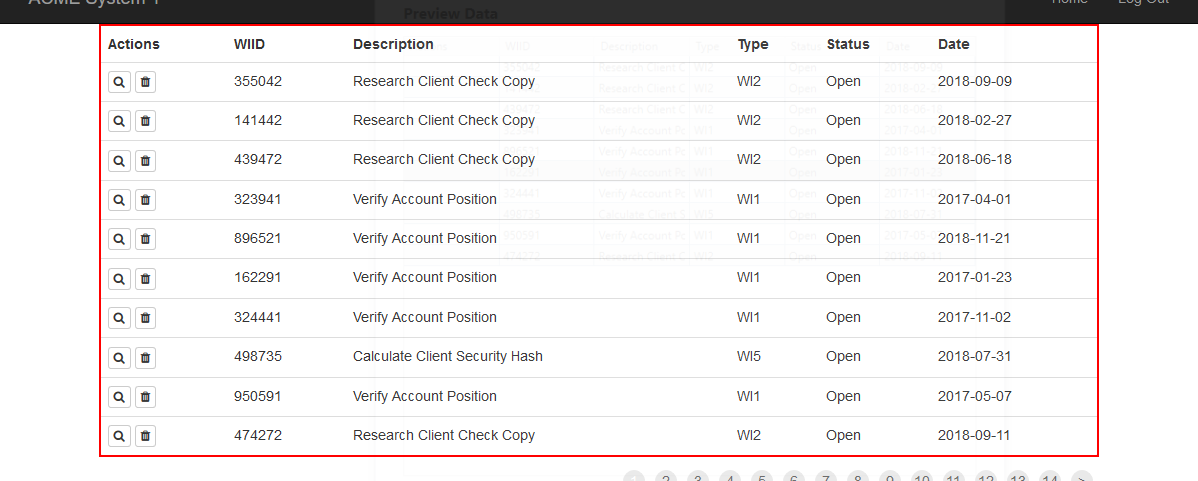 ACME System 1 Home Log Out
Preview Data
Actions WIID Description Type Status Date
355042 Research Client Check Copy WI2 Open 2018-09-09
141442 Research Client Check Copy WI2 Open 2018-02-27
439472 Research Client Check Copy WI2 Open 2018-06-18
323941 Verify Account Position WI1 Open 2017-04-01
896521 Verify Account Position WI1 Open 2018-11-21
162291 Verify Account Position WI1 Open 2017-01-23
324441 Verify Account Position WI1 Open 2017-11-02
498735 Calculate Client Security Hash WI5 Open 2018-07-31
950591 Verify Account Position WI1 Open 2017-05-07
474272 Research Client Check Copy WI2 Open 2018-09-11
1 2 3 4 5 6 7 8 9 10 11 12 13 14 >